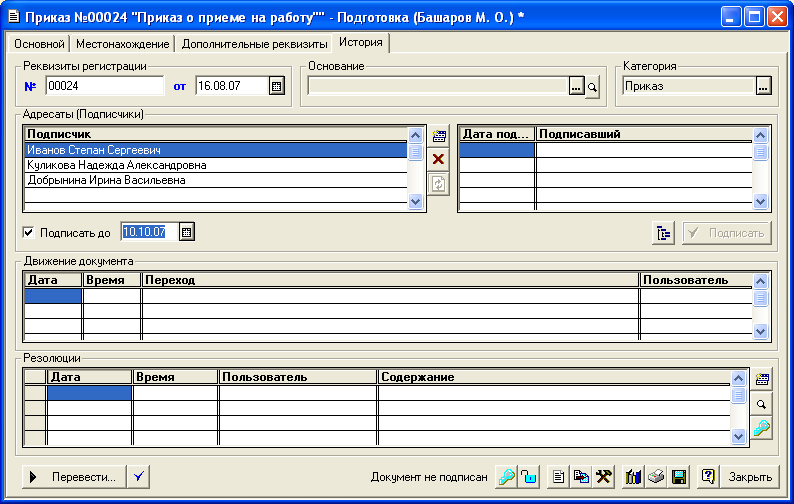 Приказ №00024 "Приказ о приеме на работу"" - Подготовка (Башаров М. О.) *
Основной Местонахождение Дополнительные реквизиты История
Реквизиты регистрации Основание Категория
№ 00024 от 16.08.07 ... Приказ ...
Адресаты (Подписчики)
Подписчик Дата под... Подписавший
Иванов Степан Сергеевич
Куликова Надежда Александровна
Добрынина Ирина Васильевна
Подписать до 10.10.07 Подписать
Движение документа
Дата Время Переход Пользователь
Резолюции
Дата Время Пользователь Содержание
Перевести... Документ не подписан Закрыть